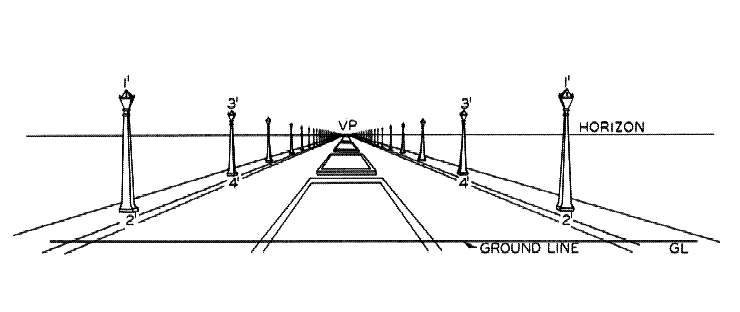 1' 1'
3' 3'
VP
HORIZON
4' 4'
2' 2'
GROUND LINE GL